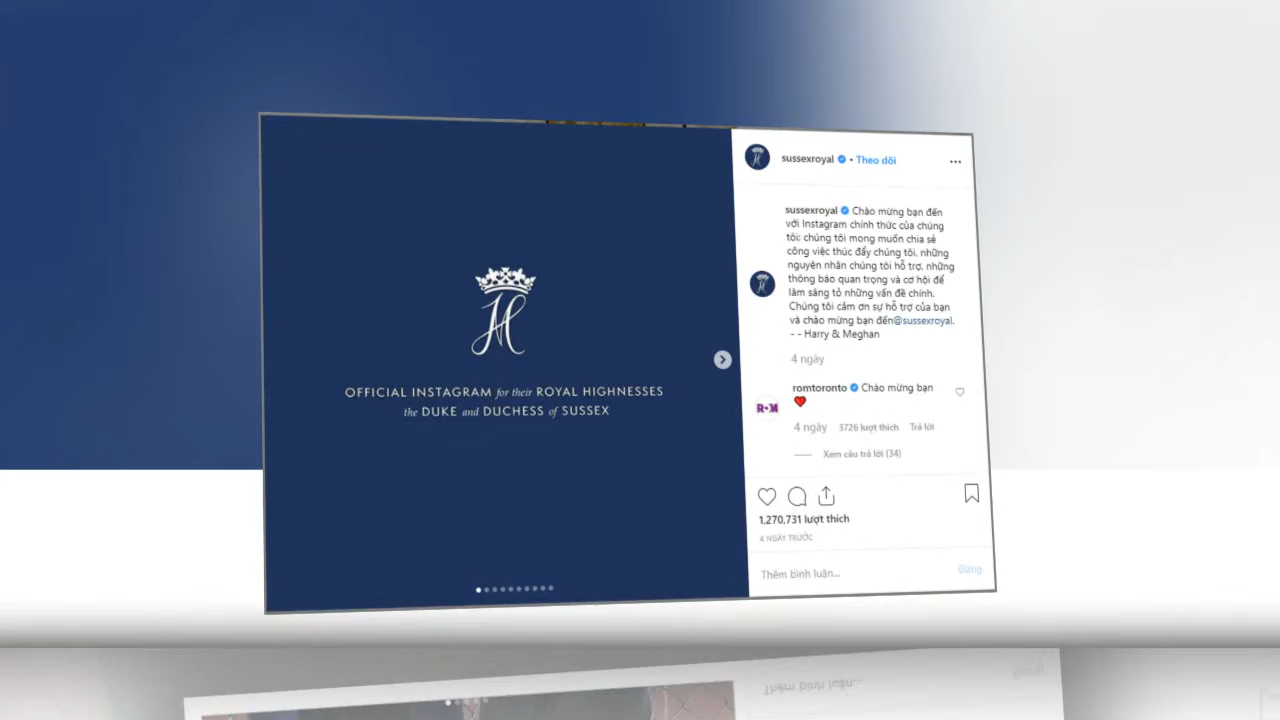 OFFICIAL INSTAGRAM for their ROYAL HIGHNESSES
the DUKE and DUCHESS of SUSSEX
sussexroyal • Theo dõi
sussexroyal Chào mừng bạn đến
với Instagram chính thức của chúng
tôi; chúng tôi mong muốn chia sẻ
công việc thúc đẩy chúng tôi, những
nguyên nhân chúng tôi hỗ trợ, những
thông báo quan trọng và cơ hội để
làm sáng tỏ những vấn đề chính.
Chúng tôi cảm ơn sự hỗ trợ của bạn
và chào mừng bạn đến@sussexroyal.
- - Harry & Meghan
4 ngày
romtoronto Chào mừng bạn
❤
ROM
4 ngày 3726 lượt thích Trả lời
Xem câu trả lời (34)
1,270,731 lượt thích
4 NGÀY TRƯỚC
Thêm bình luận... Đăng
Thêm bình luận...